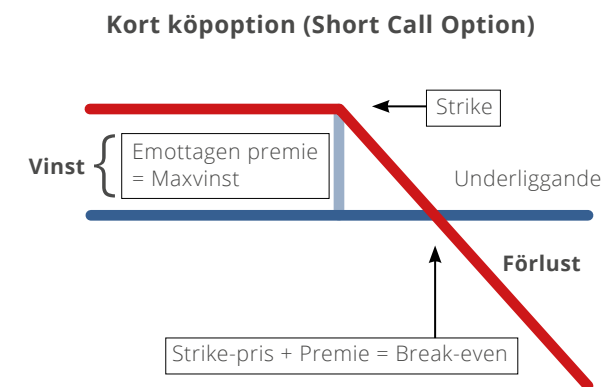 Kort köpoption (Short Call Option)
Strike
Emottagen premie
= Maxvinst
Vinst
Underliggande
Förlust
Strike-pris + Premie = Break-even